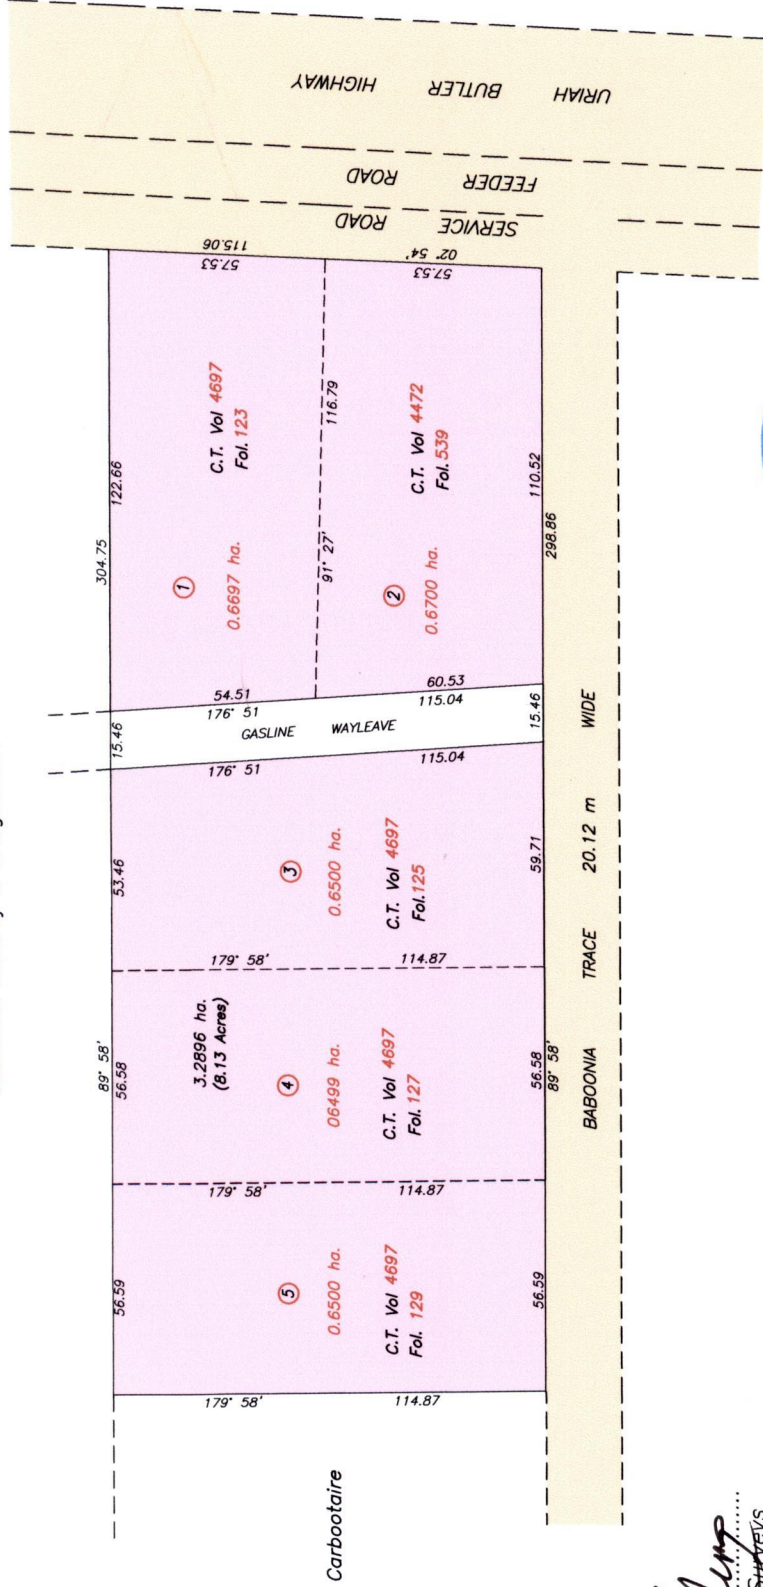 URIAH BUTLER HIGHWAY
FEEDER ROAD
SERVICE ROAD
115.06
57.53
02° 54'
57.53
304.75
122.66
①
0.6697 ha.
C.T. Vol 4697
Fol. 123
91° 27'
116.79
②
0.6700 ha.
C.T. Vol 4472
Fol. 539
110.52
298.86
54.51
176° 51
60.53
115.04
15.46
GASLINE WAYLEAVE
15.46
176° 51
115.04
53.46
③
0.6500 ha.
C.T. Vol 4697
Fol. 125
59.71
179° 58'
114.87
89° 58'
56.58
3.2896 ha.
(8.13 Acres)
④
06499 ha.
C.T. Vol 4697
Fol. 127
56.58
89° 58'
179° 58'
114.87
56.59
⑤
0.6500 ha.
C.T. Vol 4697
Fol. 129
56.59
179° 58'
114.87
BABOONIA TRACE 20.12 m WIDE
Carbootaire
Surveys